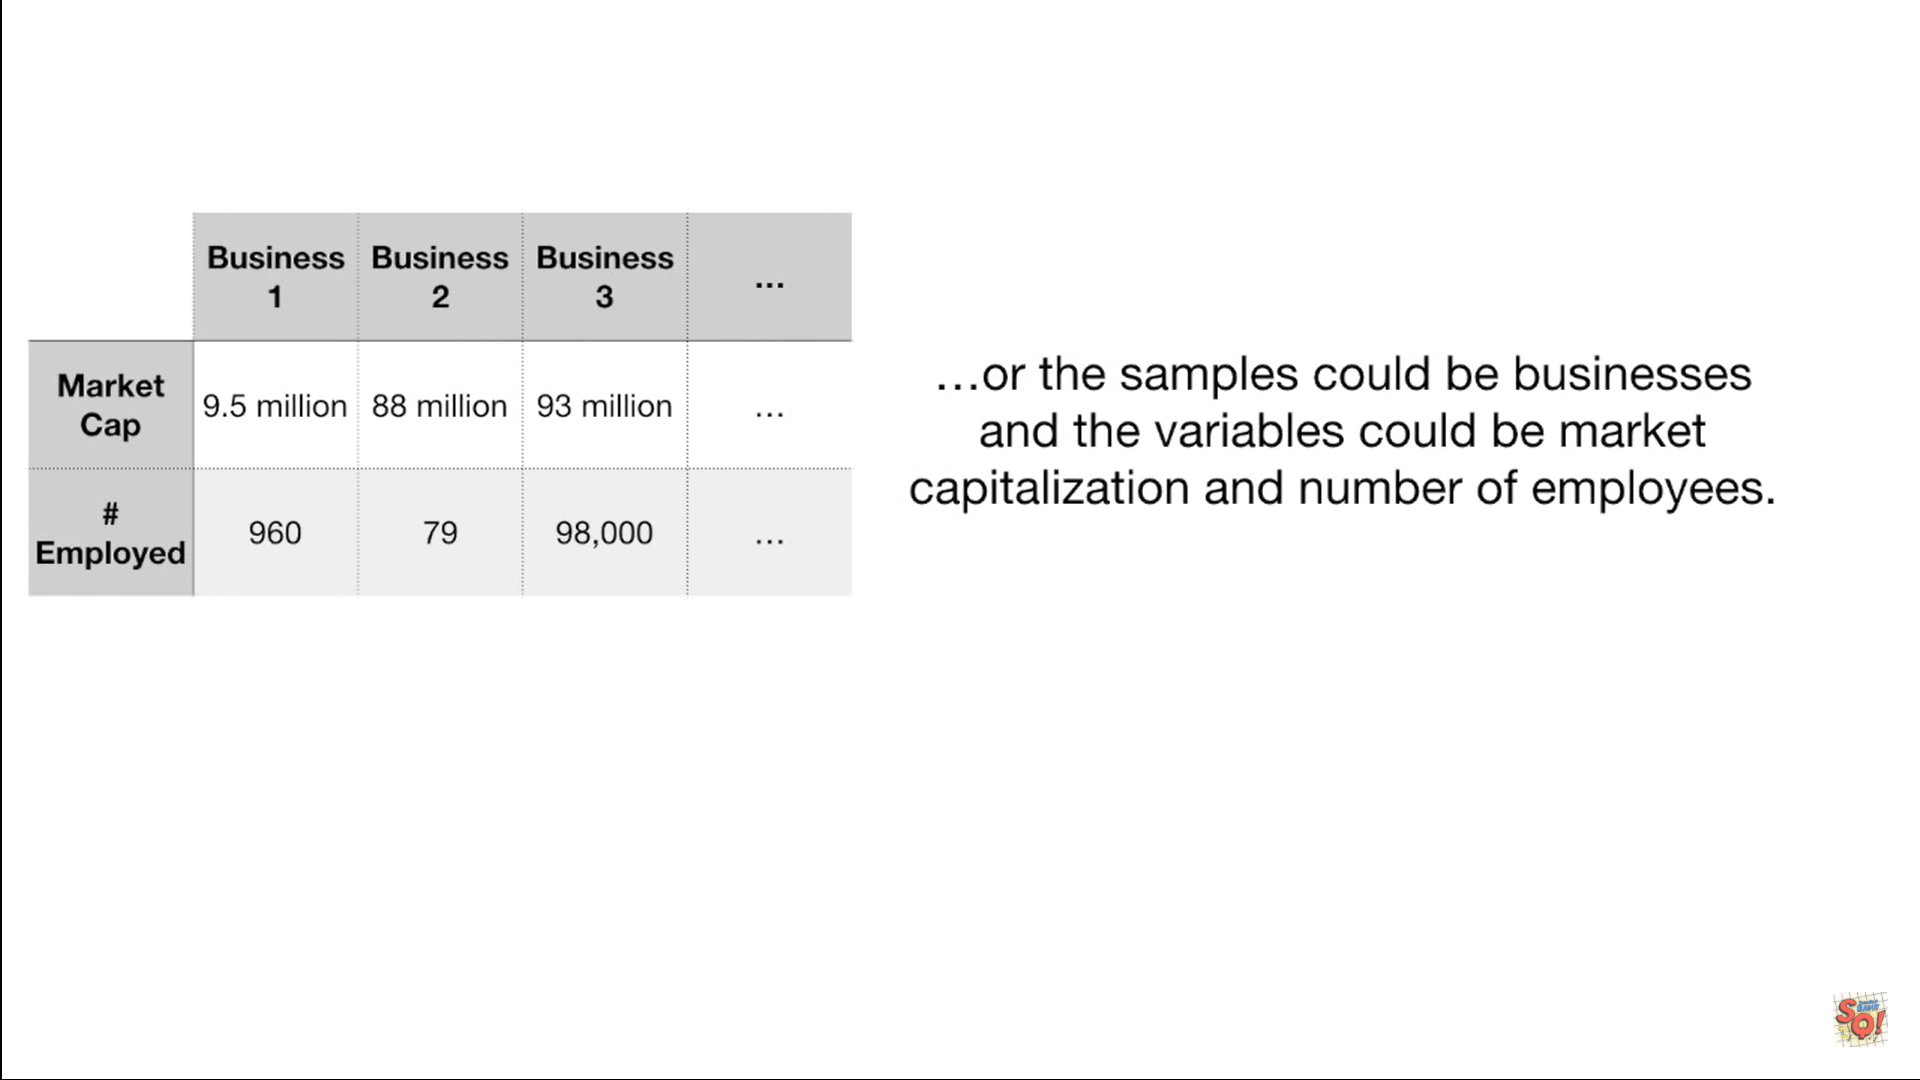 Business 1 Business 2 Business 3 ...
Market Cap 9.5 million 88 million 93 million ...
# Employed 960 79 98,000 ...
...or the samples could be businesses
and the variables could be market
capitalization and number of employees.
SQ!